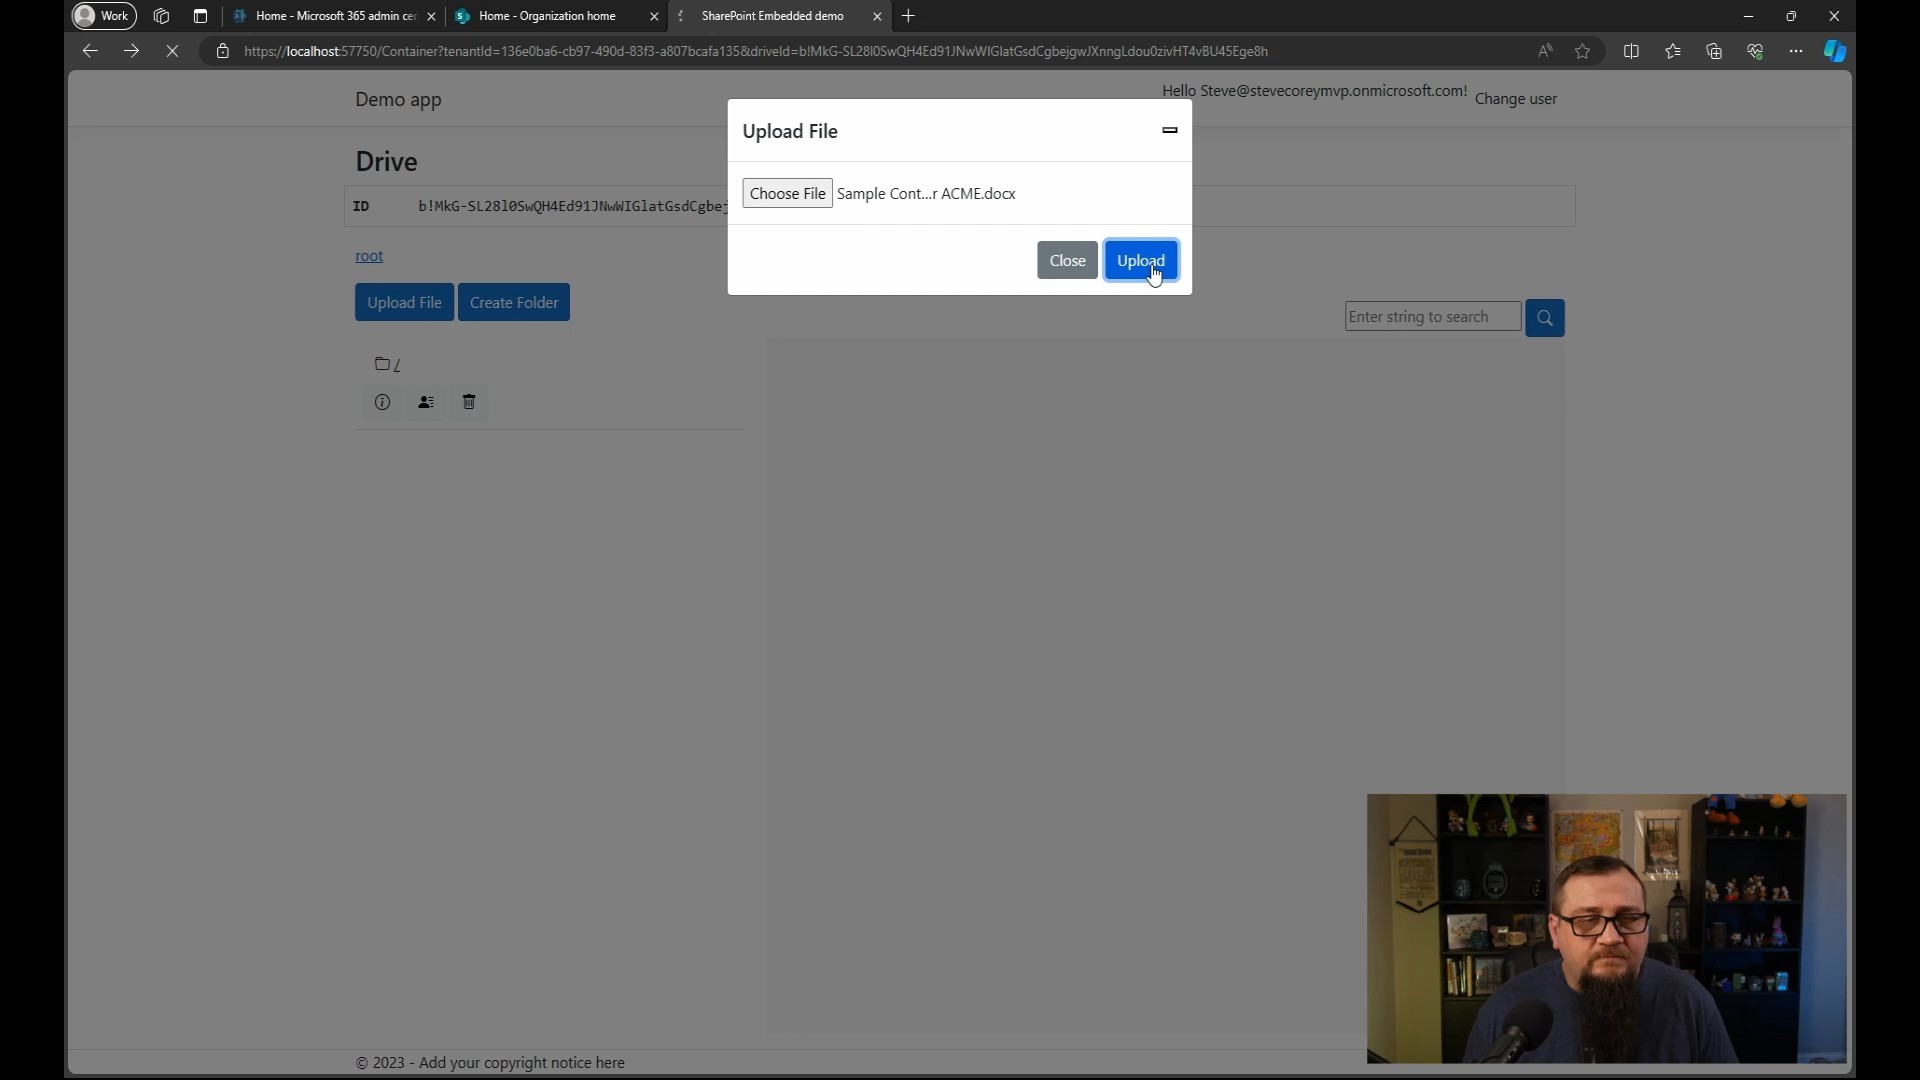 Work
Home - Microsoft 365 admin cer
Home - Organization home
SharePoint Embedded demo
https://localhost:57750/Container?tenantId=136e0ba6-cb97-490d-83f3-a807bcafa135&driveId=b!MkG-SL28l0SwQH4Ed91JNwWIGlatGsdCgbejgwJXnngLdou0zivHT4vBU45Ege8h
Demo app
Hello Steve@stevecoreymvp.onmicrosoft.com!
Change user
Upload File
Drive
Choose File Sample Cont...r ACME.docx
ID b!MkG-SL28l0SwQH4Ed91JNwWIGlatGsdCgbej
root
Close
Upload
Upload File
Create Folder
Enter string to search
/
© 2023 - Add your copyright notice here